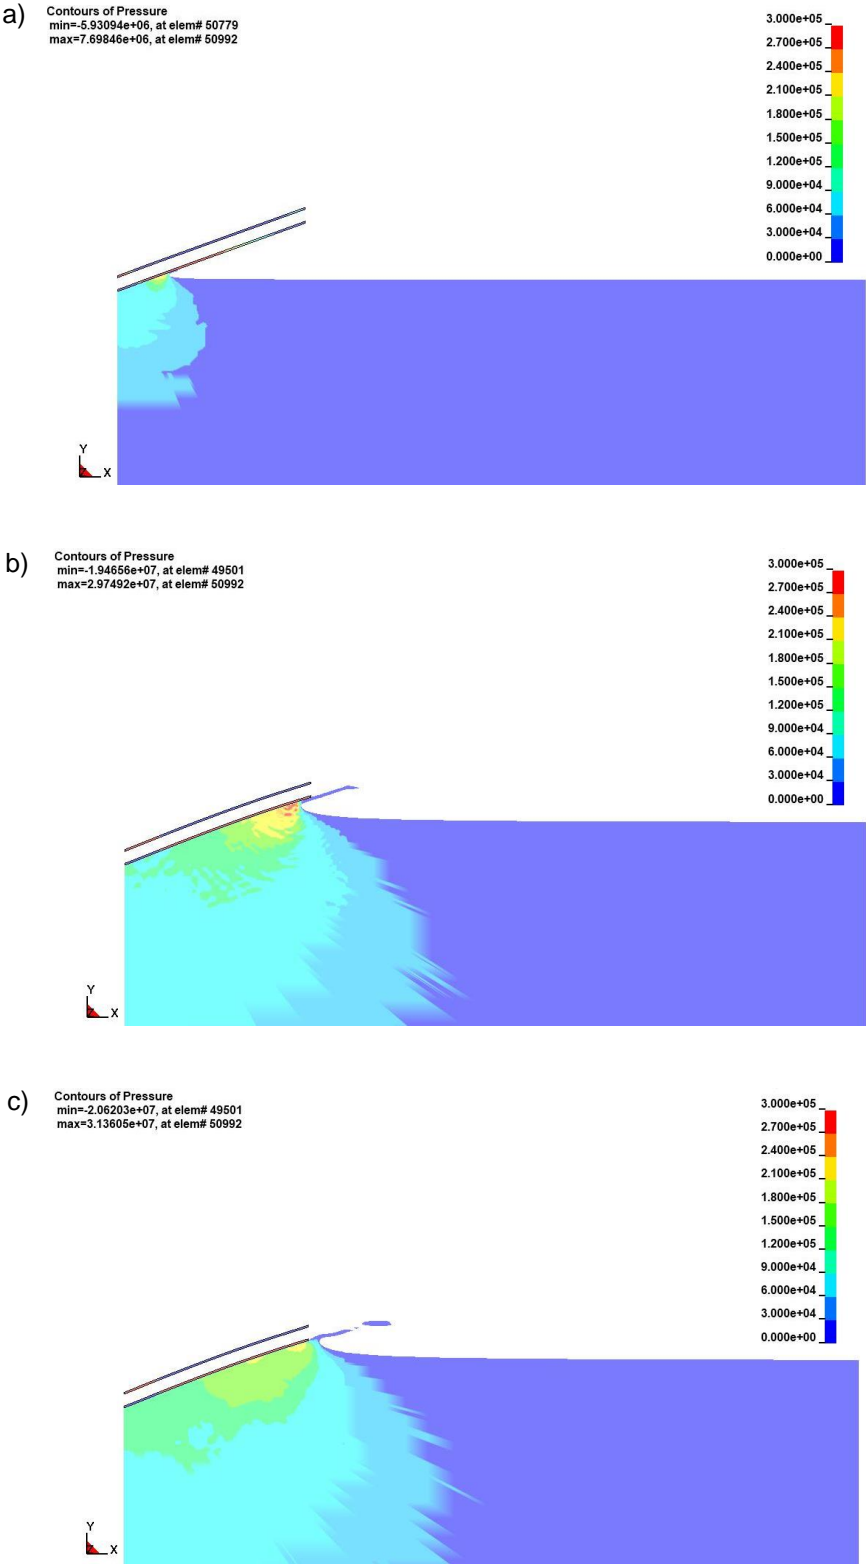 a)
Contours of Pressure
min=-5.93094e+06, at elem# 50779
max=7.69846e+06, at elem# 50992
3.000e+05
2.700e+05
2.400e+05
2.100e+05
1.800e+05
1.500e+05
1.200e+05
9.000e+04
6.000e+04
3.000e+04
0.000e+00
Y
Z X
b)
Contours of Pressure
min=-1.94656e+07, at elem# 49501
max=2.97492e+07, at elem# 50992
3.000e+05
2.700e+05
2.400e+05
2.100e+05
1.800e+05
1.500e+05
1.200e+05
9.000e+04
6.000e+04
3.000e+04
0.000e+00
Y
Z X
c)
Contours of Pressure
min=-2.06203e+07, at elem# 49501
max=3.13605e+07, at elem# 50992
3.000e+05
2.700e+05
2.400e+05
2.100e+05
1.800e+05
1.500e+05
1.200e+05
9.000e+04
6.000e+04
3.000e+04
0.000e+00
Y
Z X